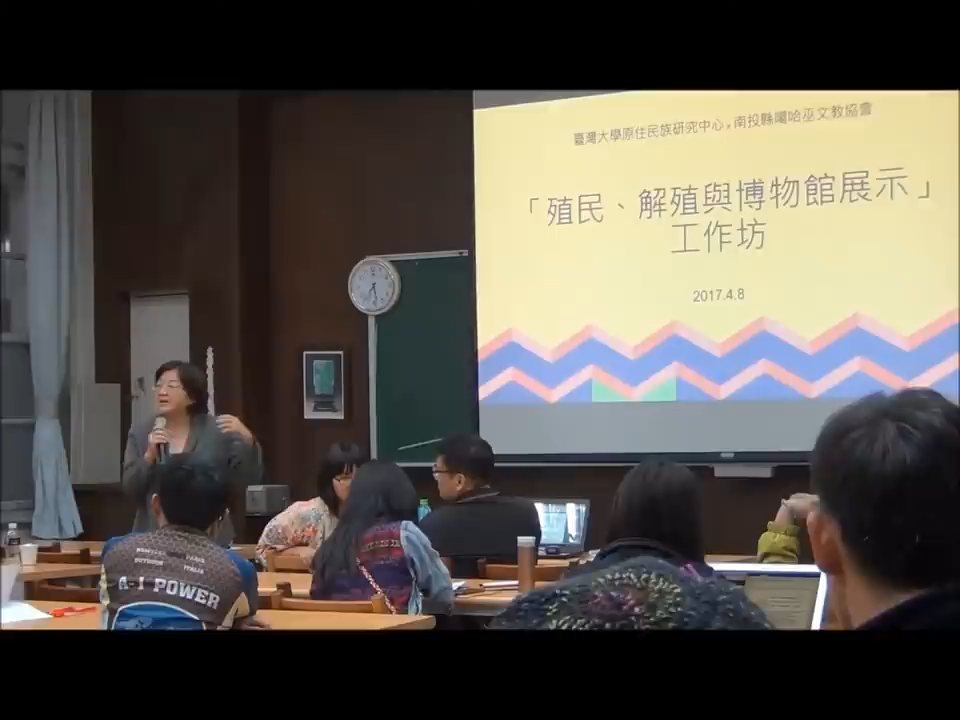 臺灣大學原住民族研究中心，南投縣噶哈巫文教協會
「殖民、解殖與博物館展示」
工作坊
2017.4.8
A-I POWER